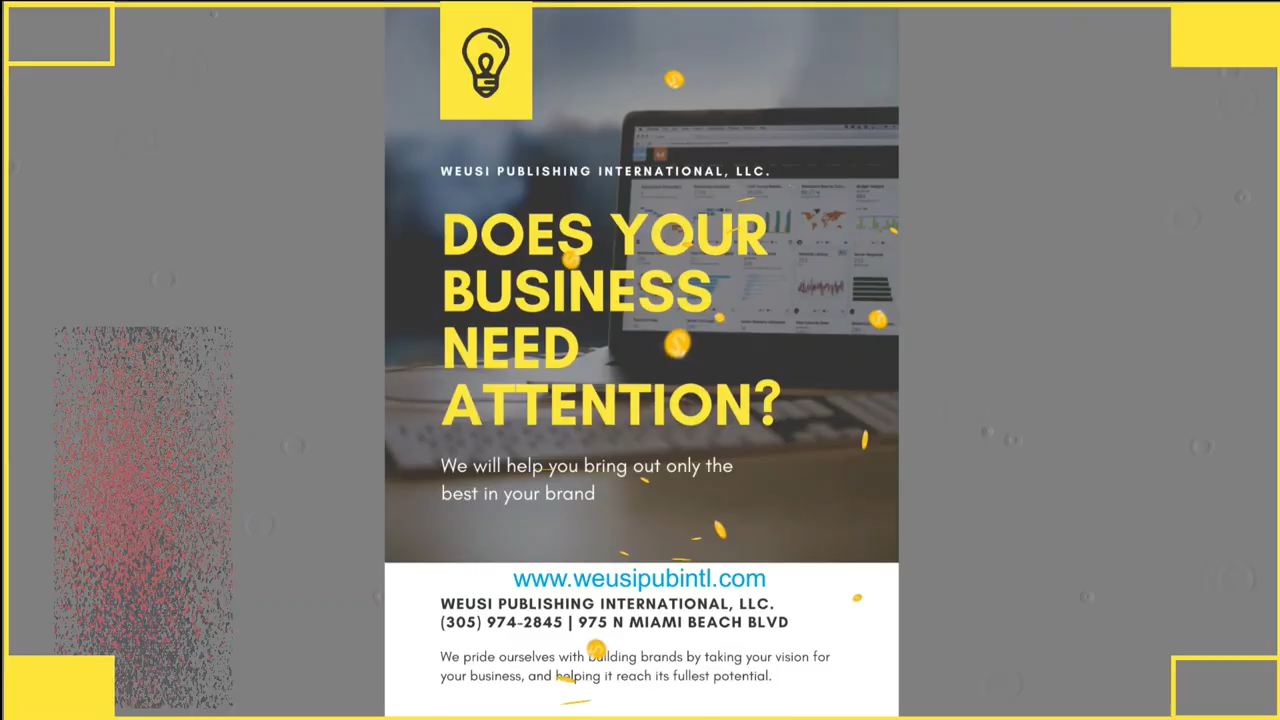 WEUSI PUBLISHING INTERNATIONAL, LLC.
DOES YOUR
BUSINESS
NEED
ATTENTION?
We will help you bring out only the
best in your brand
www.weusipubintl.com
WEUSI PUBLISHING INTERNATIONAL, LLC.
(305) 974-2845 | 975 N MIAMI BEACH BLVD
We pride ourselves with building brands by taking your vision for
your business, and helping it reach its fullest potential.